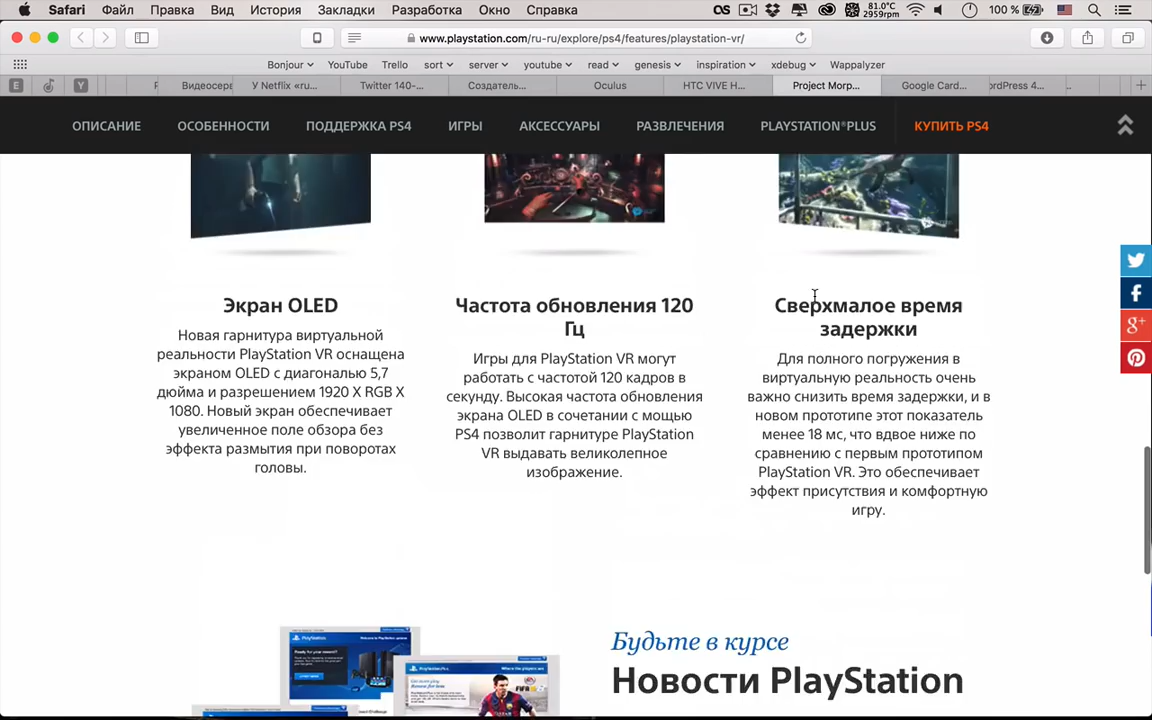 Safari Файл Правка Вид История Закладки Разработка Окно Справка
81.0°C
2959rpm
100 %
www.playstation.com/ru-ru/explore/ps4/features/playstation-vr/
Bonjour YouTube Trello sort server youtube read genesis inspiration xdebug Wappalyzer
Видеосерв У Netflix «ru... Twitter 140-... Создатель... Oculus HTC VIVE H... Project Morp... Google Card... ordPress 4...
ОПИСАНИЕ ОСОБЕННОСТИ ПОДДЕРЖКА PS4 ИГРЫ АКСЕССУАРЫ РАЗВЛЕЧЕНИЯ PLAYSTATION®PLUS КУПИТЬ PS4
Экран OLED
Новая гарнитура виртуальной
реальности PlayStation VR оснащена
экраном OLED с диагональю 5,7
дюйма и разрешением 1920 X RGB X
1080. Новый экран обеспечивает
увеличенное поле обзора без
эффекта размытия при поворотах
головы.
Частота обновления 120
Гц
Игры для PlayStation VR могут
работать с частотой 120 кадров в
секунду. Высокая частота обновления
экрана OLED в сочетании с мощью
PS4 позволит гарнитуре PlayStation
VR выдавать великолепное
изображение.
Сверхмалое время
задержки
Для полного погружения в
виртуальную реальность очень
важно снизить время задержки, и в
новом прототипе этот показатель
менее 18 мс, что вдвое ниже по
сравнению с первым прототипом
PlayStation VR. Это обеспечивает
эффект присутствия и комфортную
игру.
Будьте в курсе
Новости PlayStation